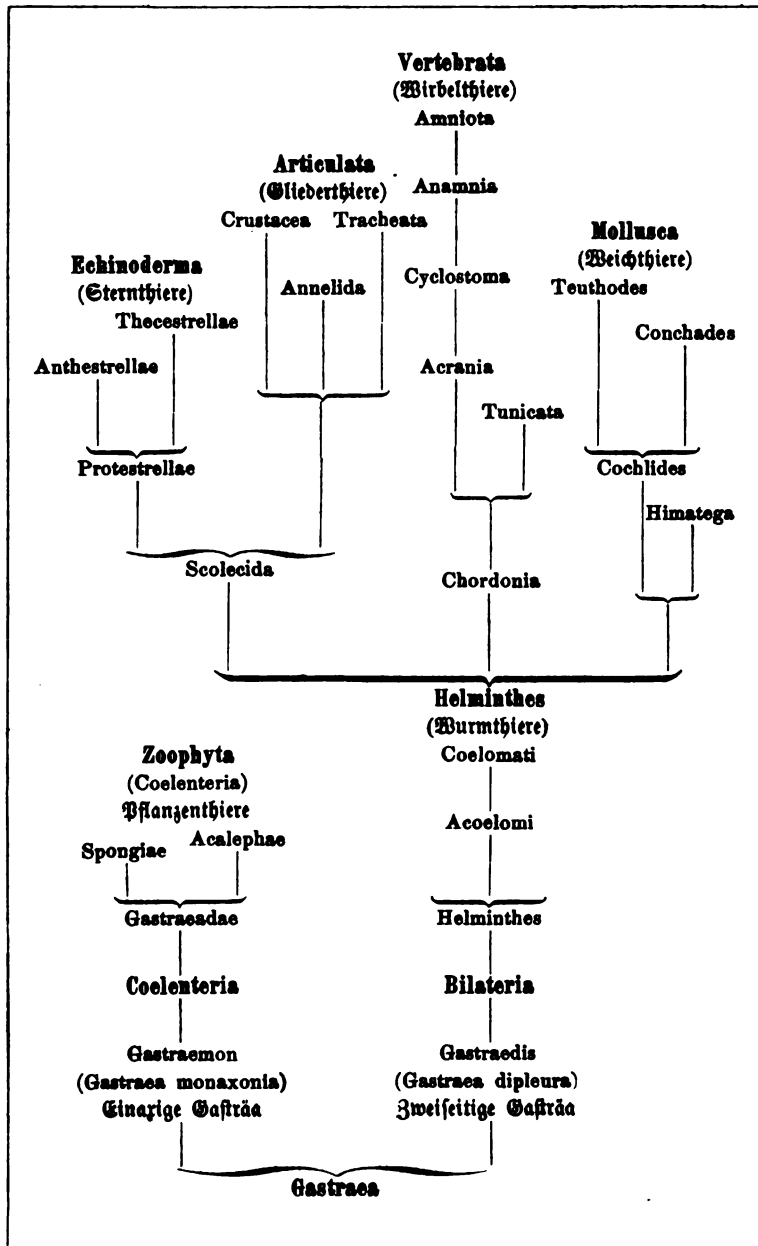 Vertebrata
(Wirbelthiere)
Amniota
Articulata
(Gliederthiere)
Anamnia
Crustacea Tracheata
Mollusca
(Weichthiere)
Echinoderma
(Sternthiere)
Annelida
Cyclostoma
Teuthodes
Thecestrellae
Conchades
Anthestrellae
Acrania
Tunicata
Protestrellae
Cochlides
Himatega
Scolecida
Chordonia
Helminthes
(Wurmthiere)
Coelomati
Zoophyta
(Coelenteria)
Pflanzenthiere
Acoelomi
Spongiae Acalephae
Gastraeadae
Helminthes
Coelenteria
Bilateria
Gastraemon
(Gastraea monaxonia)
Einaxige Gasträa
Gastraedis
(Gastraea dipleura)
Zweiseitige Gasträa
Gastraea